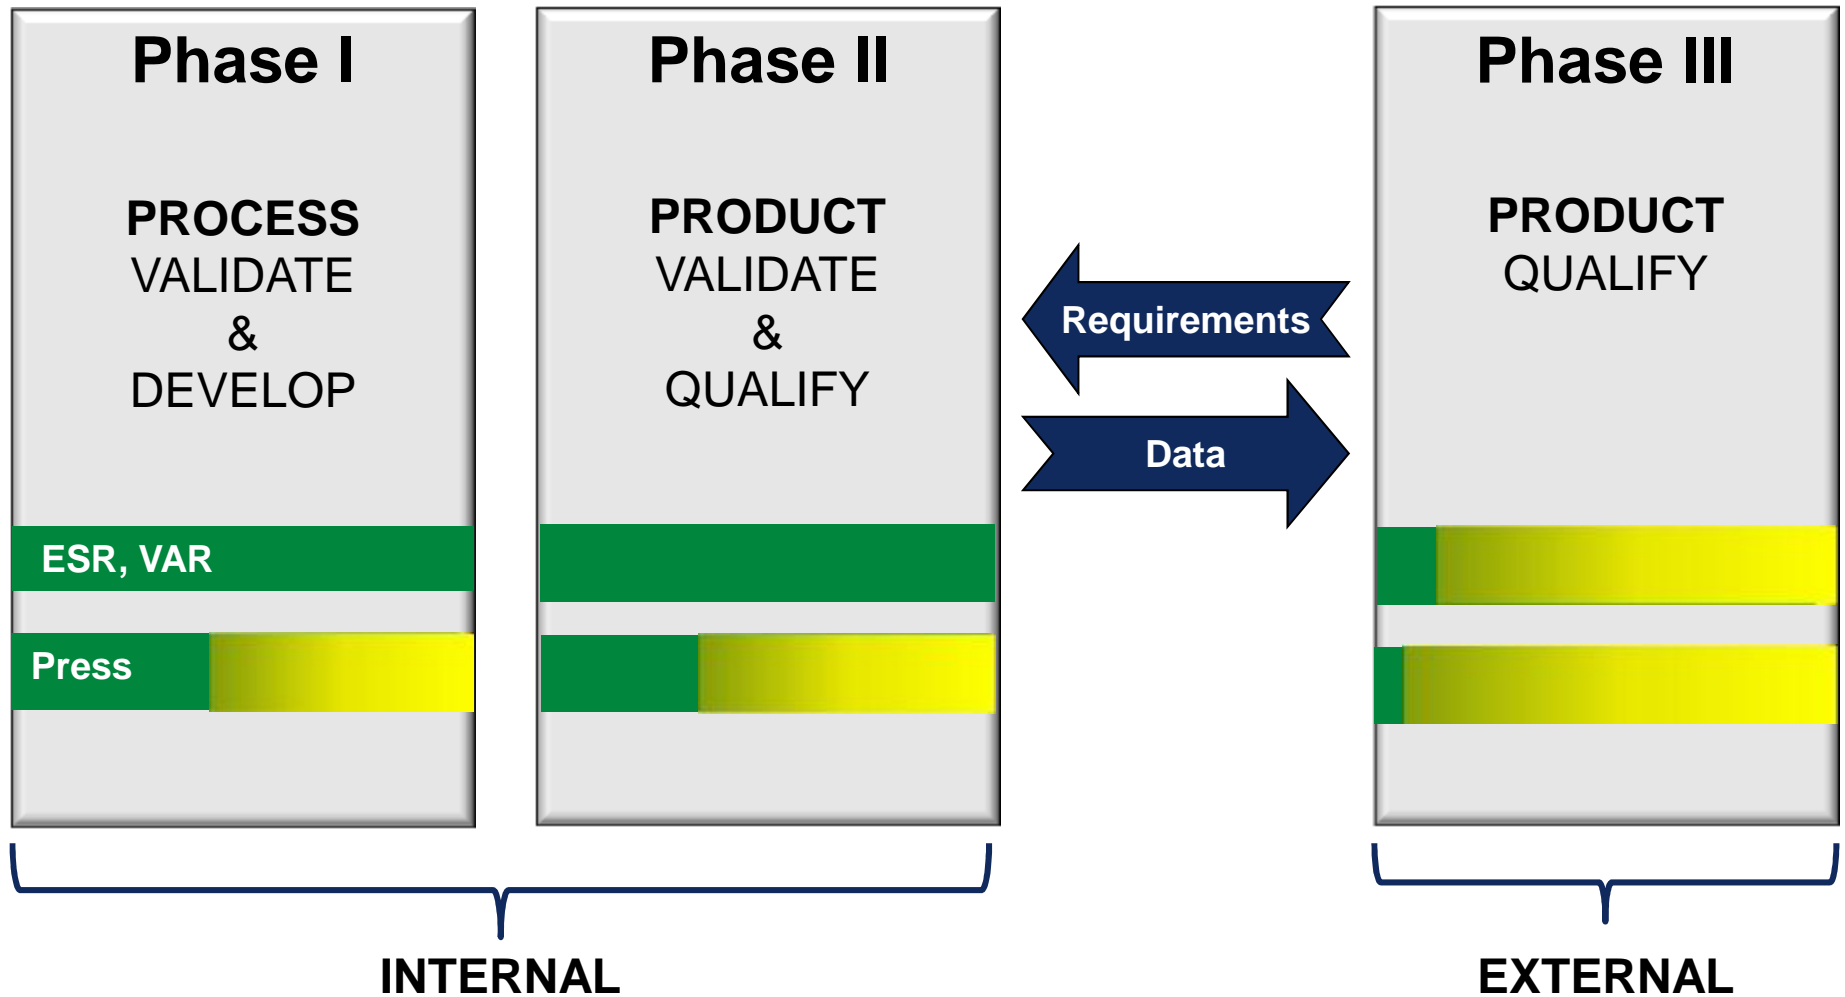 Phase I
PROCESS
VALIDATE
&
DEVELOP
ESR, VAR
Press
Phase II
PRODUCT
VALIDATE
&
QUALIFY
Requirements
Data
Phase III
PRODUCT
QUALIFY
INTERNAL
EXTERNAL